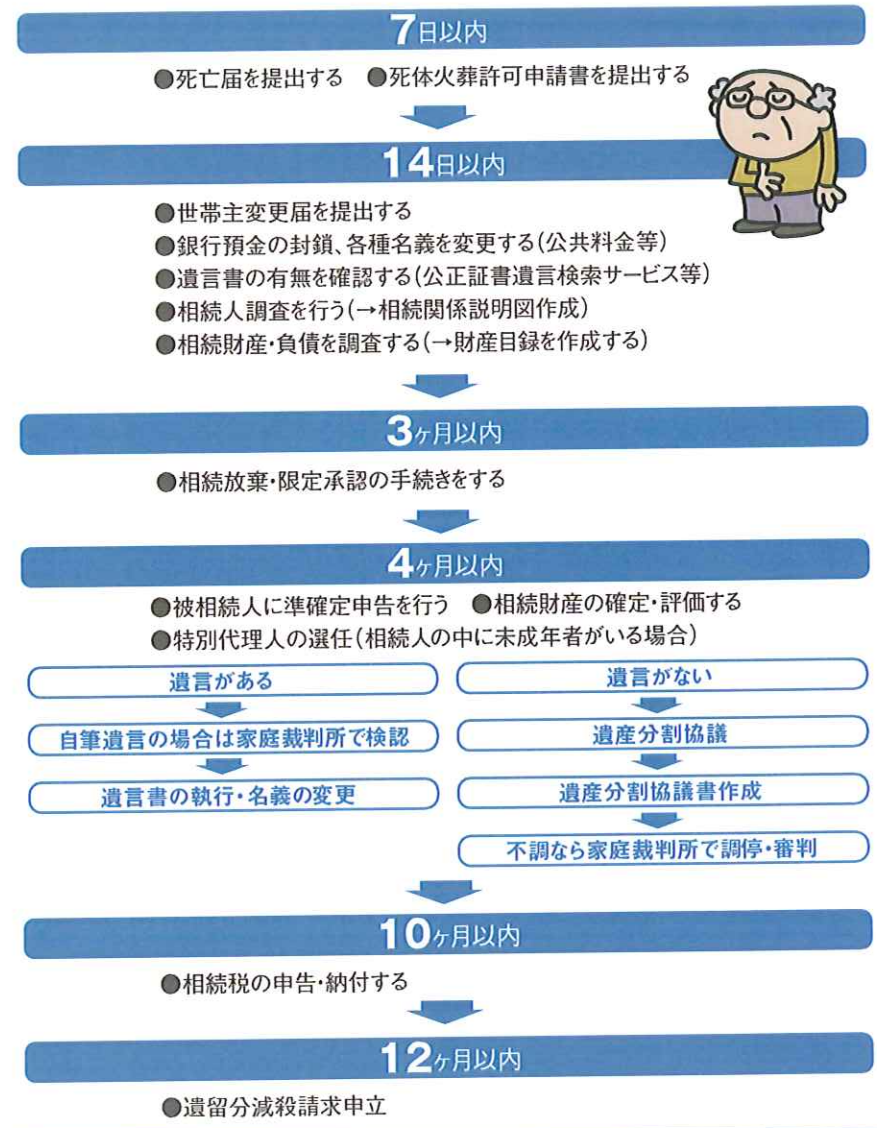 7日以内
●死亡届を提出する ●死体火葬許可申請書を提出する
14日以内
●世帯主変更届を提出する
●銀行預金の封鎖、各種名義を変更する(公共料金等)
●遺言書の有無を確認する(公正証書遺言検索サービス等)
●相続人調査を行う(→相続関係説明図作成)
●相続財産・負債を調査する(→財産目録を作成する)
3ヶ月以内
●相続放棄・限定承認の手続きをする
4ヶ月以内
●被相続人に準確定申告を行う ●相続財産の確定・評価する
●特別代理人の選任(相続人の中に未成年者がいる場合)
遺言がある
自筆遺言の場合は家庭裁判所で検認
遺言書の執行・名義の変更
遺言がない
遺産分割協議
遺産分割協議書作成
不調なら家庭裁判所で調停・審判
10ヶ月以内
●相続税の申告・納付する
12ヶ月以内
●遺留分減殺請求申立